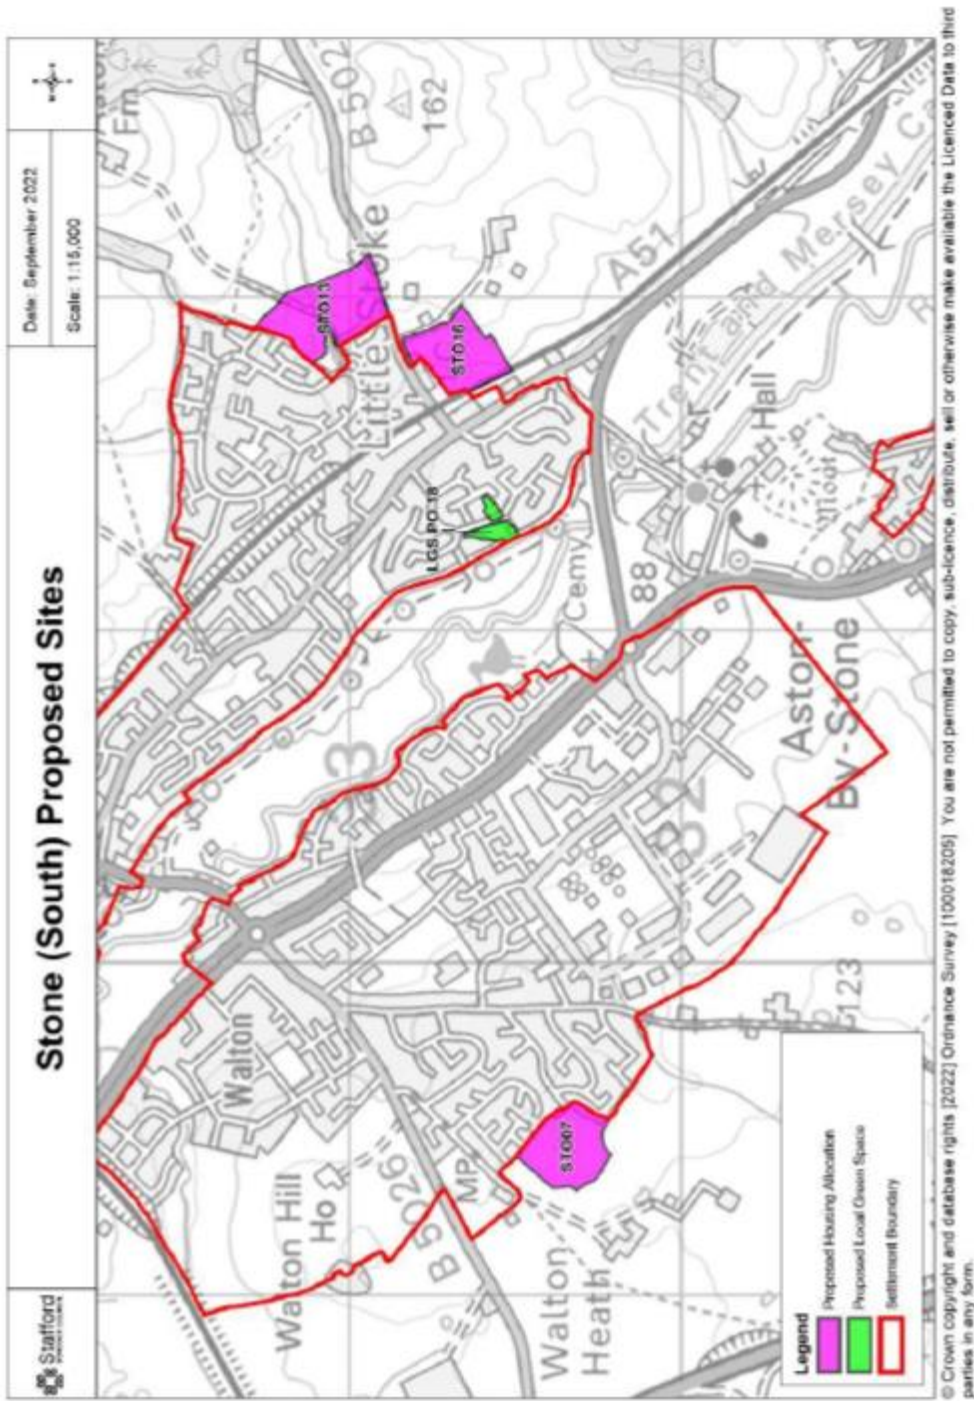 Stafford
BOROUGH COUNCIL
Stone (South) Proposed Sites
Date: September 2022
Scale: 1:15,000
N
Fm
B 502
162
Little
Stoke
STO13
STO16
A51
Trent and Mersey Ca
LGS PO 18
Hall
Cemy
88
Aston-
By-Stone
Walton
Walton Hill
Ho
B5026
MP
STO07
Walton
Heath
123
Legend
Proposed Housing Allocation
Proposed Local Green Space
Settlement Boundary
© Crown copyright and database rights [2022] Ordnance Survey [100018205] You are not permitted to copy, sub-licence, distribute, sell or otherwise make available the Licenced Data to third
parties in any form.